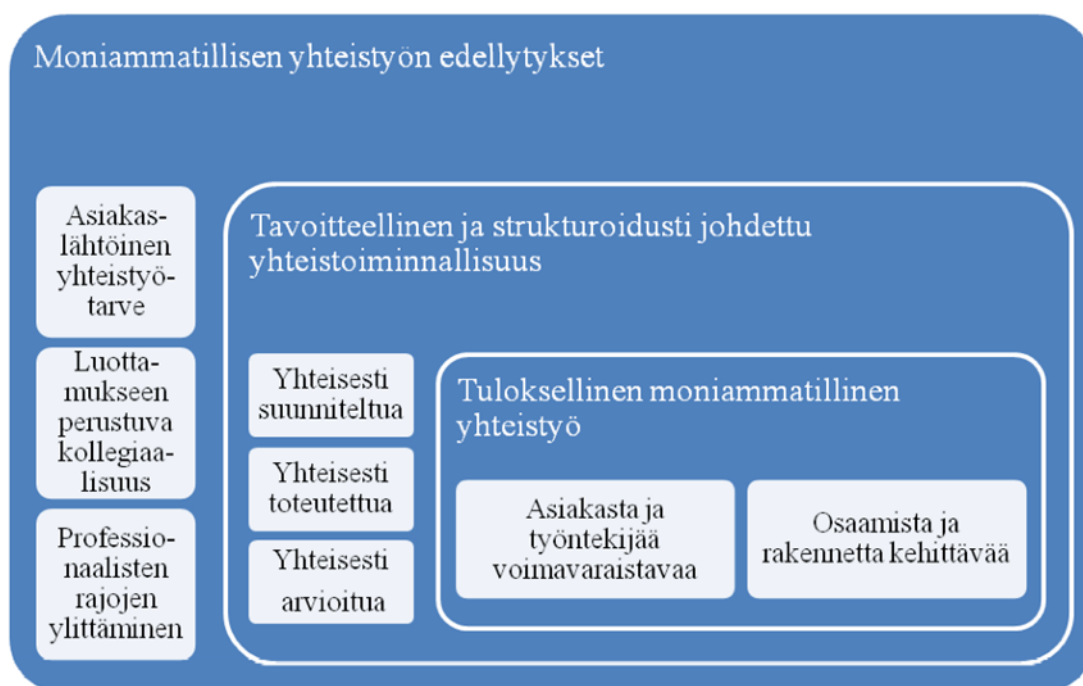 Moniammatillisen yhteistyön edellytykset
Asiakas-
lähtöinen
yhteistyö-
tarve
Luotta-
mukseen
perustuva
kollegiaa-
lisuus
Professio-
naalisten
rajojen
ylittäminen
Tavoitteellinen ja strukturoidusti johdettu
yhteistoiminnallisuus
Yhteisesti
suunniteltua
Yhteisesti
toteutettua
Yhteisesti
arvioitua
Tuloksellinen moniammatillinen
yhteistyö
Asiakasta ja
työntekijää
voimavaraistavaa
Osaamista ja
rakennetta kehittävää